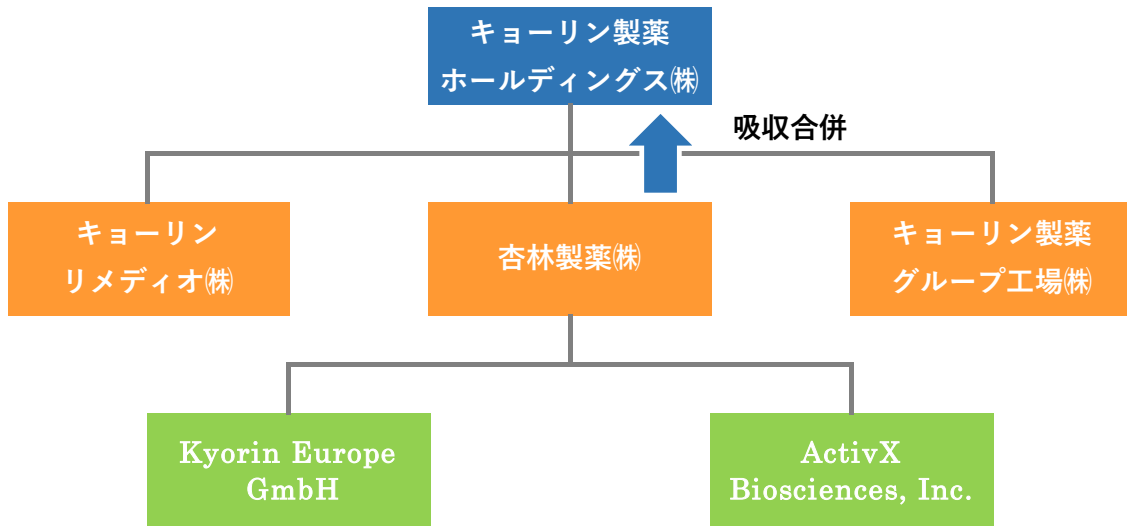 キョーリン製薬
ホールディングス㈱
吸収合併
キョーリン
リメディオ㈱
杏林製薬㈱
キョーリン製薬
グループ工場㈱
Kyorin Europe
GmbH
ActivX
Biosciences, Inc.